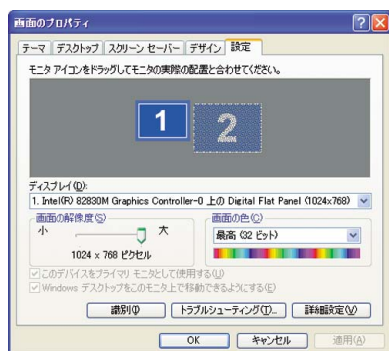 画面のプロパティ
テーマ デスクトップ スクリーン セーバー デザイン 設定
モニタ アイコンをドラッグしてモニタの実際の配置と合わせてください。
1 2
ディスプレイ(D):
1. Intel(R) 82830M Graphics Controller-0 上の Digital Flat Panel (1024x768)
画面の解像度(S) 画面の色(C)
小 大 最高 (32 ビット)
1024 x 768 ピクセル
このデバイスをプライマリ モニタとして使用する(U)
Windows デスクトップをこのモニタ上で移動できるようにする(E)
識別(I) トラブルシューティング(T)... 詳細設定(V)
OK キャンセル 適用(A)